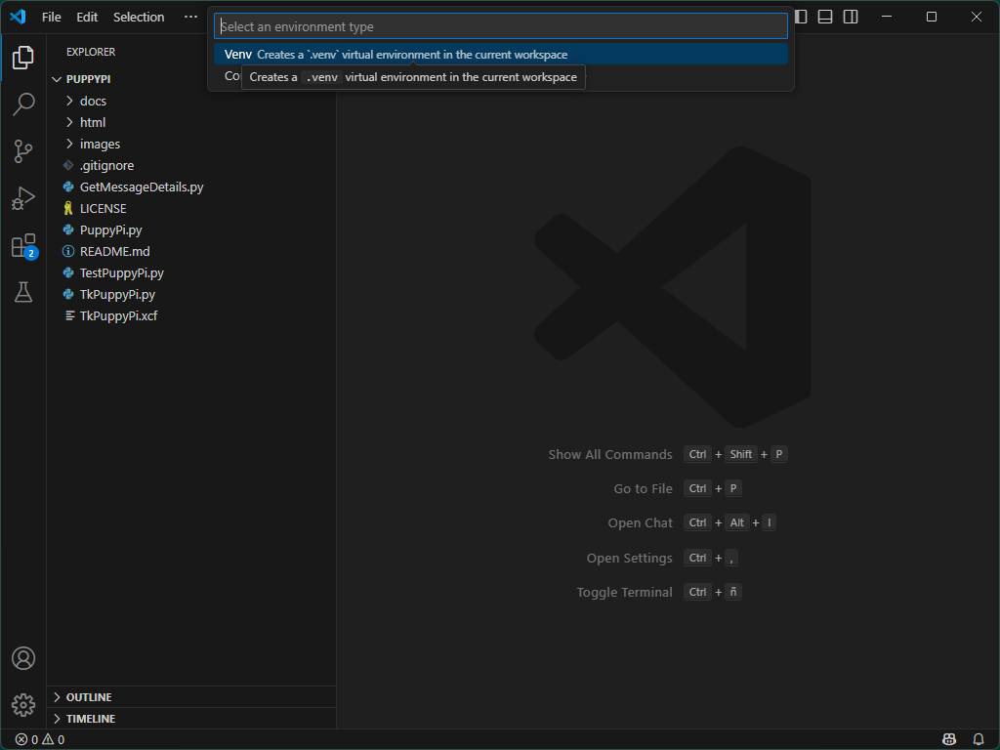 File Edit Selection ···
Select an environment type
Venv Creates a `.venv` virtual environment in the current workspace
Creates a .venv virtual environment in the current workspace
EXPLORER
PUPPYPI
docs
html
images
.gitignore
GetMessageDetails.py
LICENSE
PuppyPi.py
README.md
TestPuppyPi.py
TkPuppyPi.py
TkPuppyPi.xcf
2
Show All Commands Ctrl + Shift + P
Go to File Ctrl + P
Open Chat Ctrl + Alt + I
Open Settings Ctrl + ,
Toggle Terminal Ctrl + ñ
OUTLINE
TIMELINE
0 0